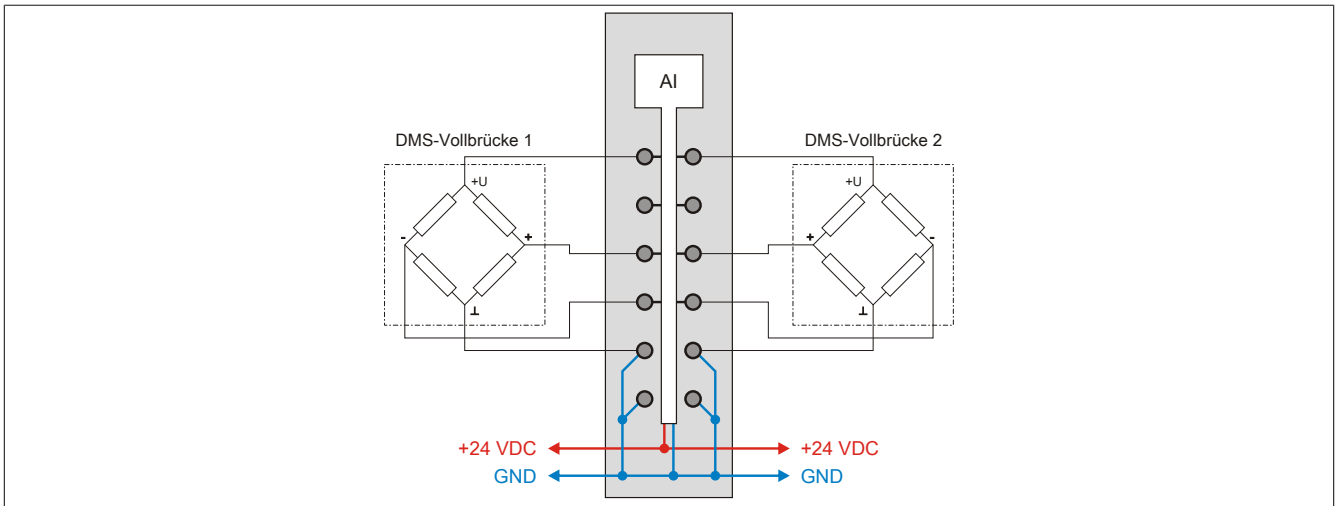 AI
DMS-Vollbrücke 1
DMS-Vollbrücke 2
+U
+U
-
+
+
-
⊥
⊥
+24 VDC
+24 VDC
GND
GND